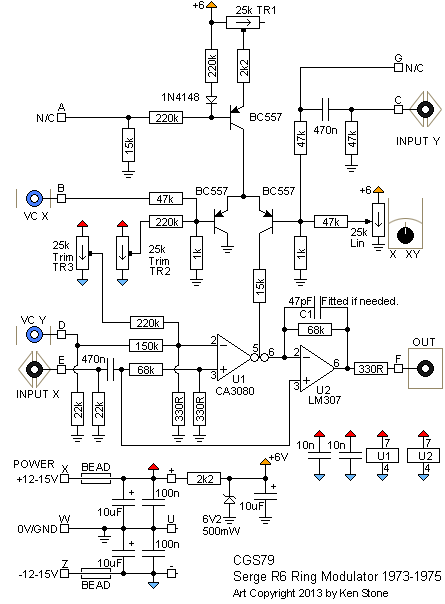 +6
25k TR1
220k
2k2
1N4148
A
N/C
220k
BC557
15k
G
N/C
C
470n
47k
47k
INPUT Y
B
VC X
47k
220k
BC557
BC557
1k
1k
47k
+6
25k
Lin
X XY
25k
Trim
TR3
25k
Trim
TR2
15k
47pF Fitted if needed.
C1
68k
VC Y
D
220k
150k
E
470n
68k
INPUT X
22k
22k
330R
330R
2
3
5
6
U1
CA3080
2
3
6
U2
LM307
330R
F
OUT
10n
10n
7
U1
4
7
U2
4
POWER
X
+12-15V
BEAD
+
2k2
+6V
+
10uF
100n
6V2
500mW
+
10uF
W
0V/GND
U
+
10uF
100n
Z
-12-15V
BEAD
-
CGS79
Serge R6 Ring Modulator 1973-1975
Art Copyright 2013 by Ken Stone